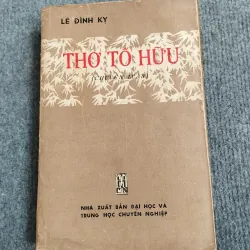 LÊ ĐÌNH KỴ
THƠ TỐ HỮU
NHÀ XUẤT BẢN ĐẠI HỌC VÀ
TRUNG HỌC CHUYÊN NGHIỆP